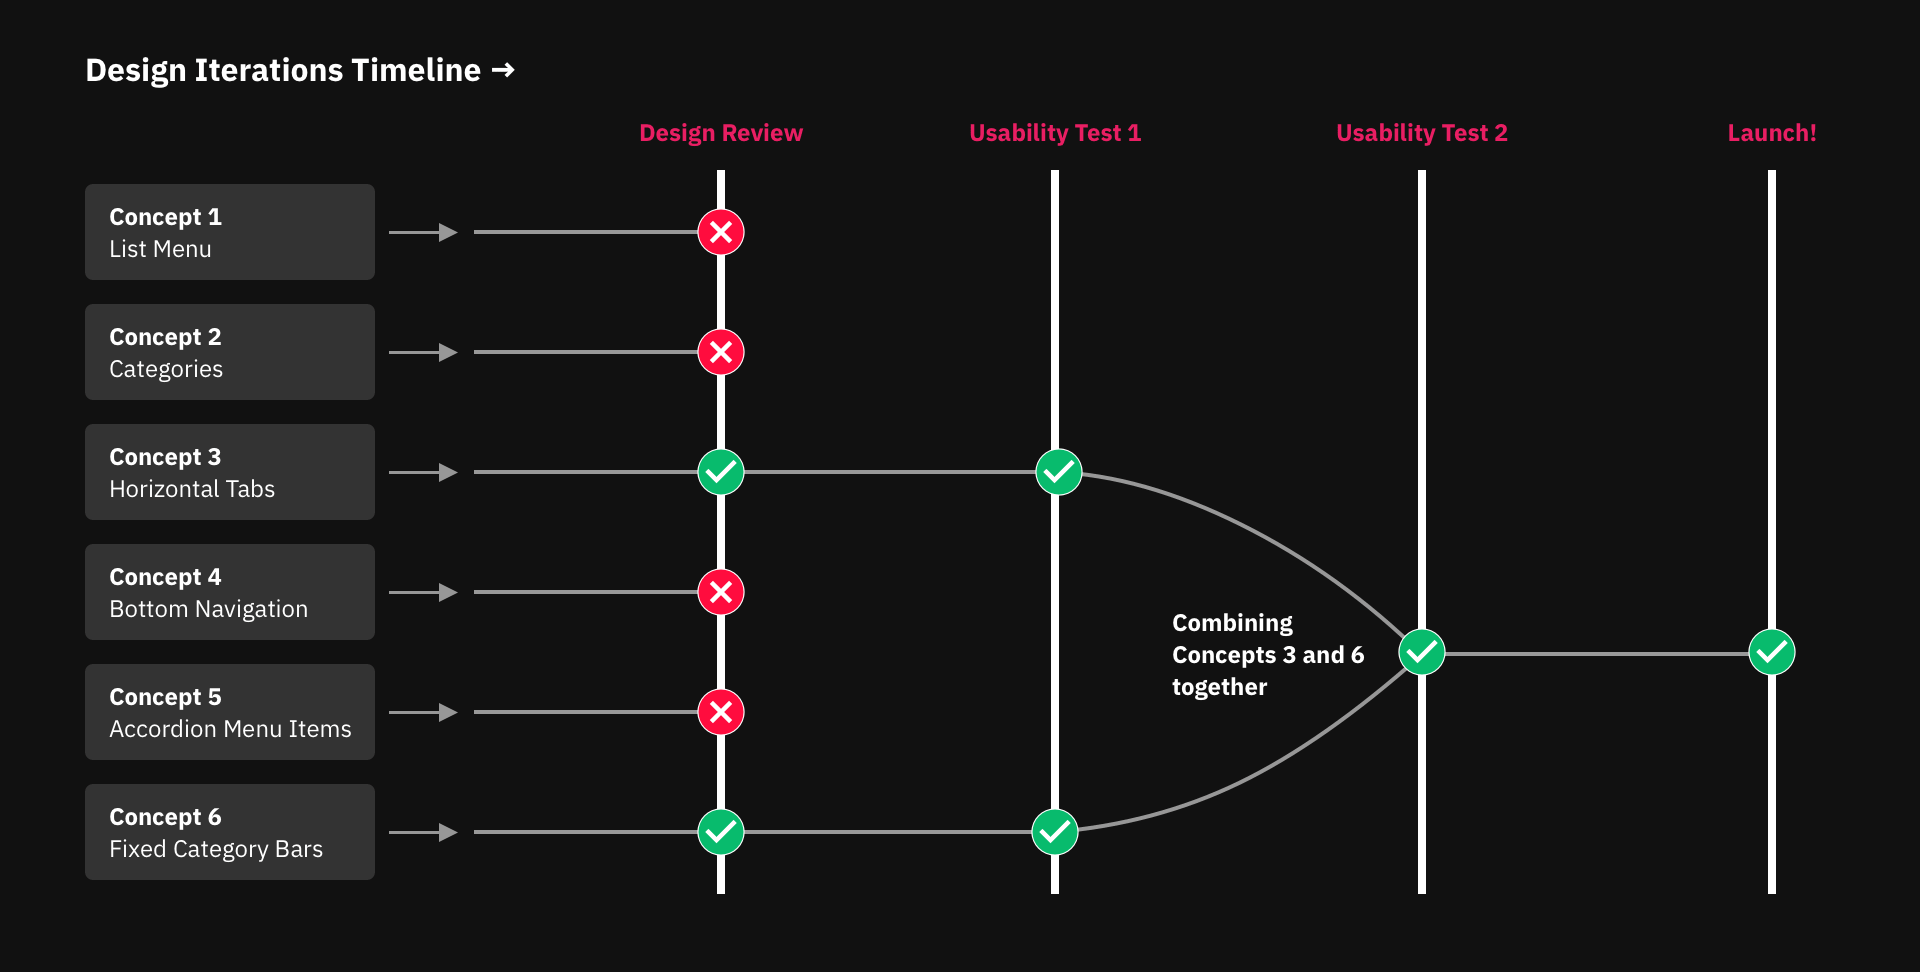 Design Iterations Timeline →
Design Review
Usability Test 1
Usability Test 2
Launch!
Concept 1
List Menu
Concept 2
Categories
Concept 3
Horizontal Tabs
Concept 4
Bottom Navigation
Concept 5
Accordion Menu Items
Concept 6
Fixed Category Bars
Combining
Concepts 3 and 6
together